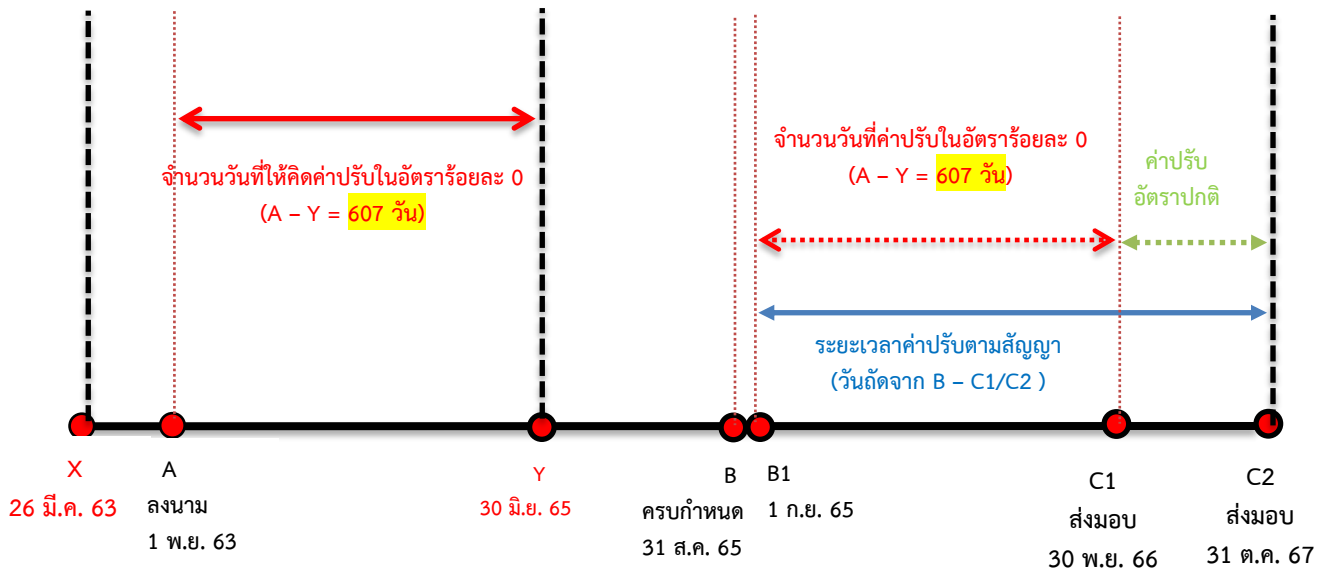 จำนวนวันที่ให้คิดค่าปรับในอัตราร้อยละ 0
(A – Y = 607 วัน)
จำนวนวันที่ค่าปรับในอัตราร้อยละ 0
(A – Y = 607 วัน)
ค่าปรับ
อัตราปกติ
ระยะเวลาค่าปรับตามสัญญา
(วันถัดจาก B – C1/C2 )
X
26 มี.ค. 63
A
ลงนาม
1 พ.ย. 63
Y
30 มิ.ย. 65
B
ครบกำหนด
31 ส.ค. 65
B1
1 ก.ย. 65
C1
ส่งมอบ
30 พ.ย. 66
C2
ส่งมอบ
31 ต.ค. 67